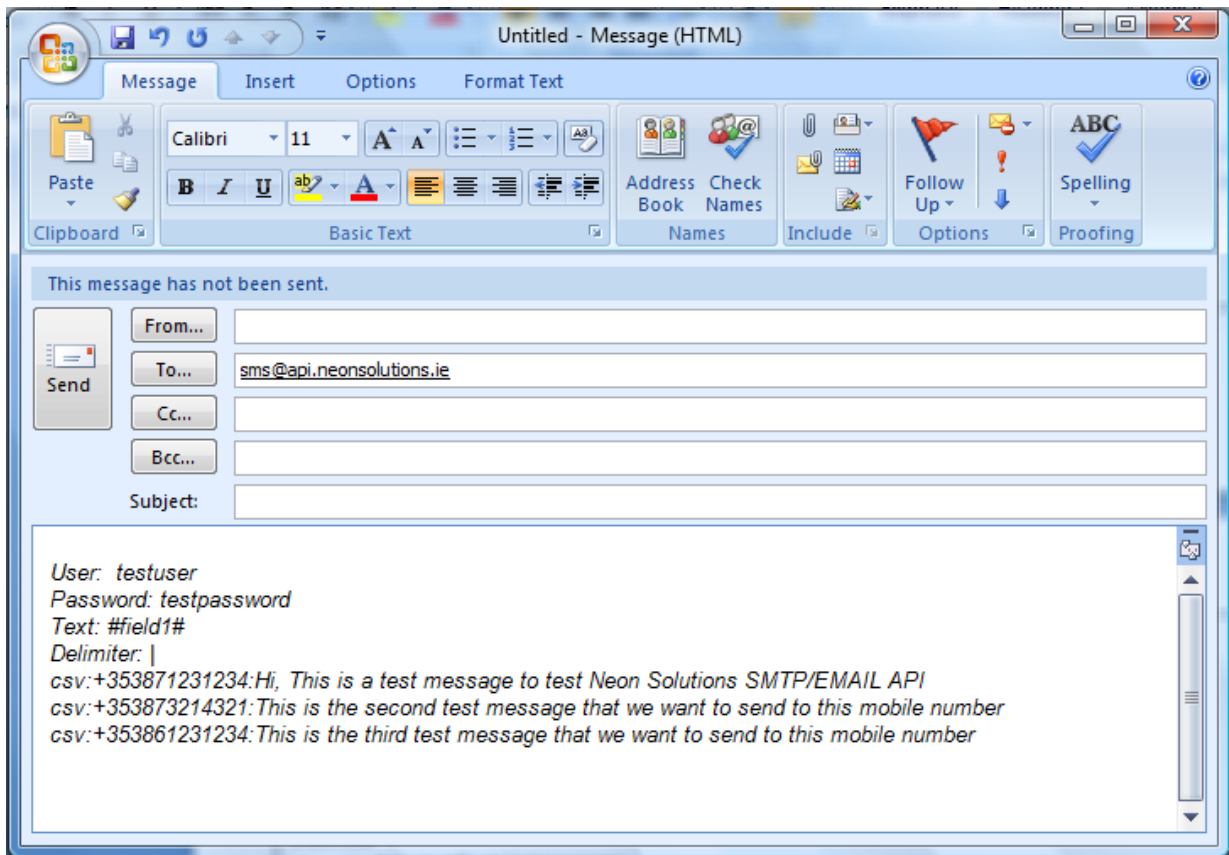 Untitled - Message (HTML)
Message Insert Options Format Text
Calibri 11 A A
Paste B I U ab A
Address Book Check Names
Follow Up
ABC Spelling
Clipboard Basic Text Names Include Options Proofing
This message has not been sent.
Send
From...
To... sms@api.neonsolutions.ie
Cc...
Bcc...
Subject:
User: testuser
Password: testpassword
Text: #field1#
Delimiter: |
csv:+353871231234:Hi, This is a test message to test Neon Solutions SMTP/EMAIL API
csv:+353873214321:This is the second test message that we want to send to this mobile number
csv:+353861231234:This is the third test message that we want to send to this mobile number